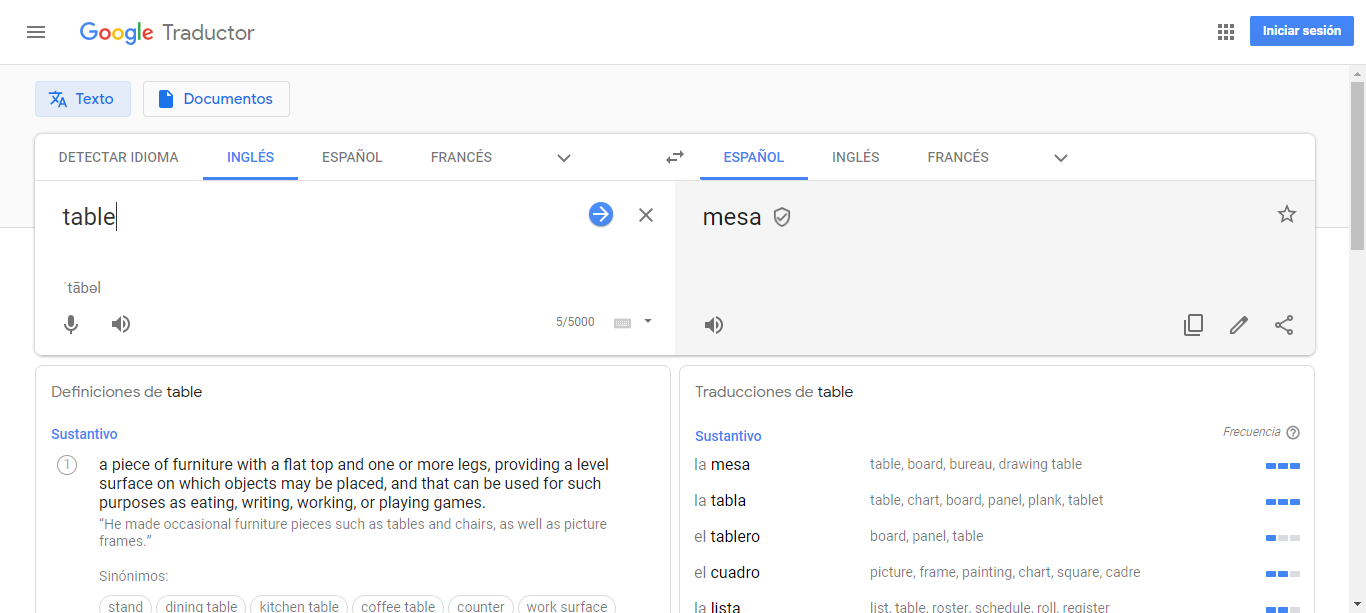 Google Traductor
Iniciar sesión
Texto
Documentos
DETECTAR IDIOMA INGLÉS ESPAÑOL FRANCÉS
ESPAÑOL INGLÉS FRANCÉS
table
mesa
ˈtābəl
5/5000
Definiciones de table
Sustantivo
1
a piece of furniture with a flat top and one or more legs, providing a level
surface on which objects may be placed, and that can be used for such
purposes as eating, writing, working, or playing games.
“He made occasional furniture pieces such as tables and chairs, as well as picture
frames.”
Sinónimos:
stand dining table kitchen table coffee table counter work surface
Traducciones de table
Sustantivo
Frecuencia
la mesa table, board, bureau, drawing table
la tabla table, chart, board, panel, plank, tablet
el tablero board, panel, table
el cuadro picture, frame, painting, chart, square, cadre
la lista list, table, roster, schedule, roll, register